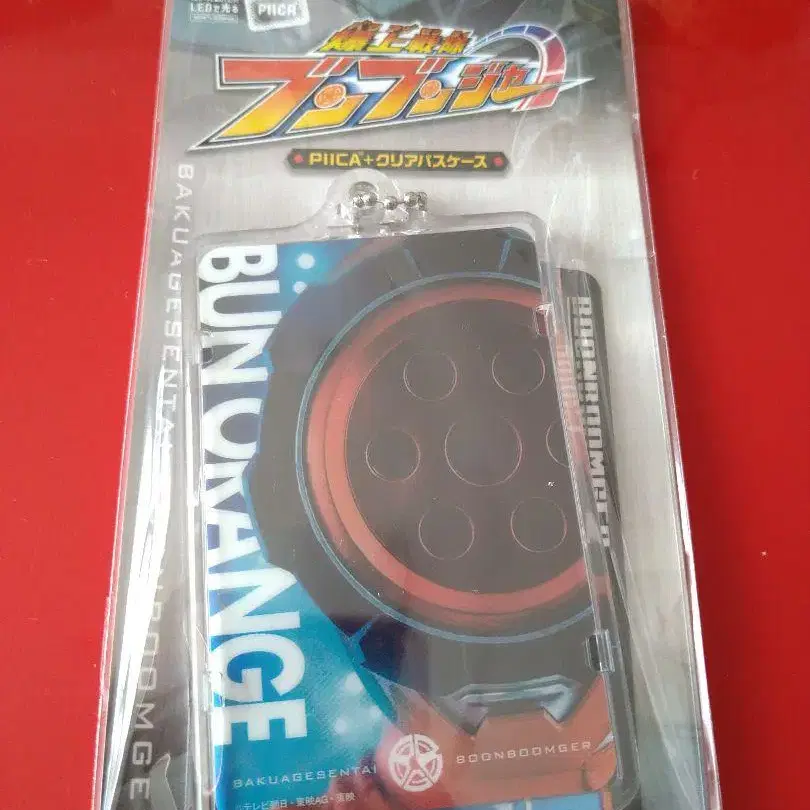 LEDで光る
PIICA
爆上戦隊
ブンブンジャー
PIICA+クリアパスケース
BAKUAGESENTAI
BUN ORANGE
BOONBOOMGER
BAKUAGESENTAI
BOONBOOMGER
©テレビ朝日・東映AG・東映